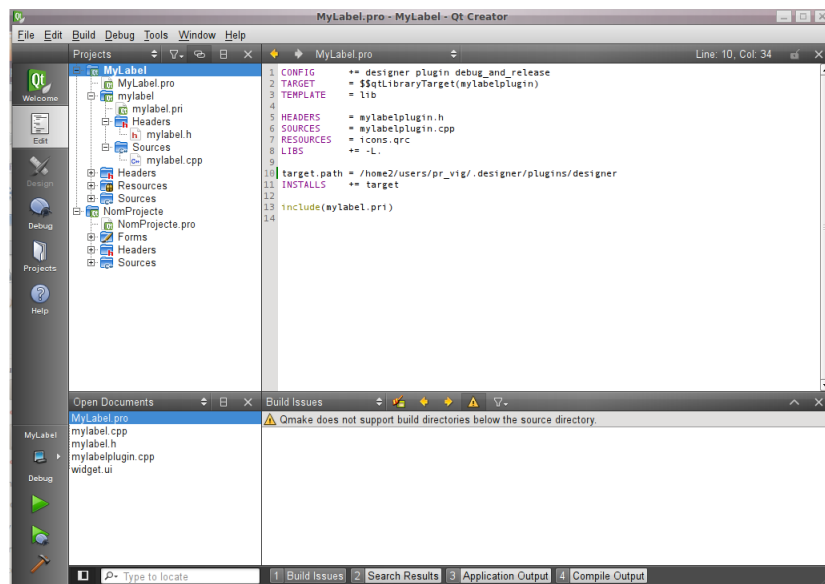 MyLabel.pro - MyLabel - Qt Creator
File Edit Build Debug Tools Window Help
Projects
MyLabel.pro
Line: 10, Col: 34
Welcome
Edit
Design
Debug
Projects
Help
MyLabel
MyLabel.pro
mylabel
mylabel.pri
Headers
mylabel.h
Sources
mylabel.cpp
Headers
Resources
Sources
NomProjecte
NomProjecte.pro
Forms
Headers
Sources
1 CONFIG += designer plugin debug_and_release
2 TARGET = $$qtLibraryTarget(mylabelplugin)
3 TEMPLATE = lib
4
5 HEADERS = mylabelplugin.h
6 SOURCES = mylabelplugin.cpp
7 RESOURCES = icons.qrc
8 LIBS += -L.
9
10 target.path = /home2/users/pr_vig/.designer/plugins/designer
11 INSTALLS += target
12
13 include(mylabel.pri)
14
Open Documents
MyLabel.pro
mylabel.cpp
mylabel.h
mylabelplugin.cpp
widget.ui
Build Issues
Qmake does not support build directories below the source directory.
MyLabel
Debug
Type to locate
1 Build Issues 2 Search Results 3 Application Output 4 Compile Output